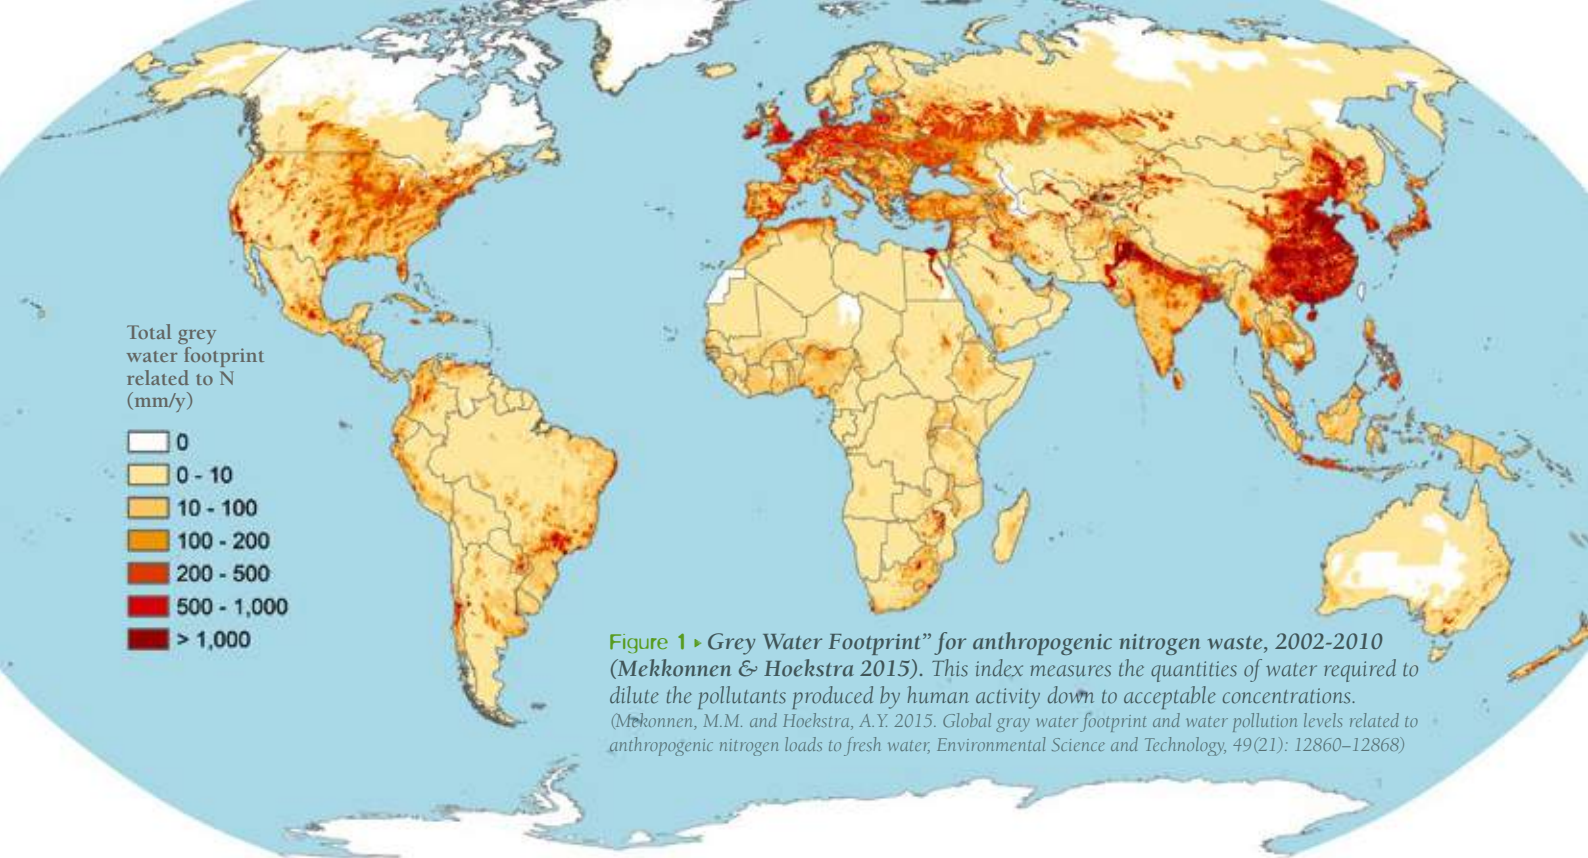 Total grey
water footprint
related to N
(mm/y)
0
0 - 10
10 - 100
100 - 200
200 - 500
500 - 1,000
> 1,000
Figure 1 ▸ Grey Water Footprint” for anthropogenic nitrogen waste, 2002-2010
(Mekkonnen & Hoekstra 2015). This index measures the quantities of water required to
dilute the pollutants produced by human activity down to acceptable concentrations.
(Mekonnen, M.M. and Hoekstra, A.Y. 2015. Global gray water footprint and water pollution levels related to
anthropogenic nitrogen loads to fresh water, Environmental Science and Technology, 49(21): 12860–12868)